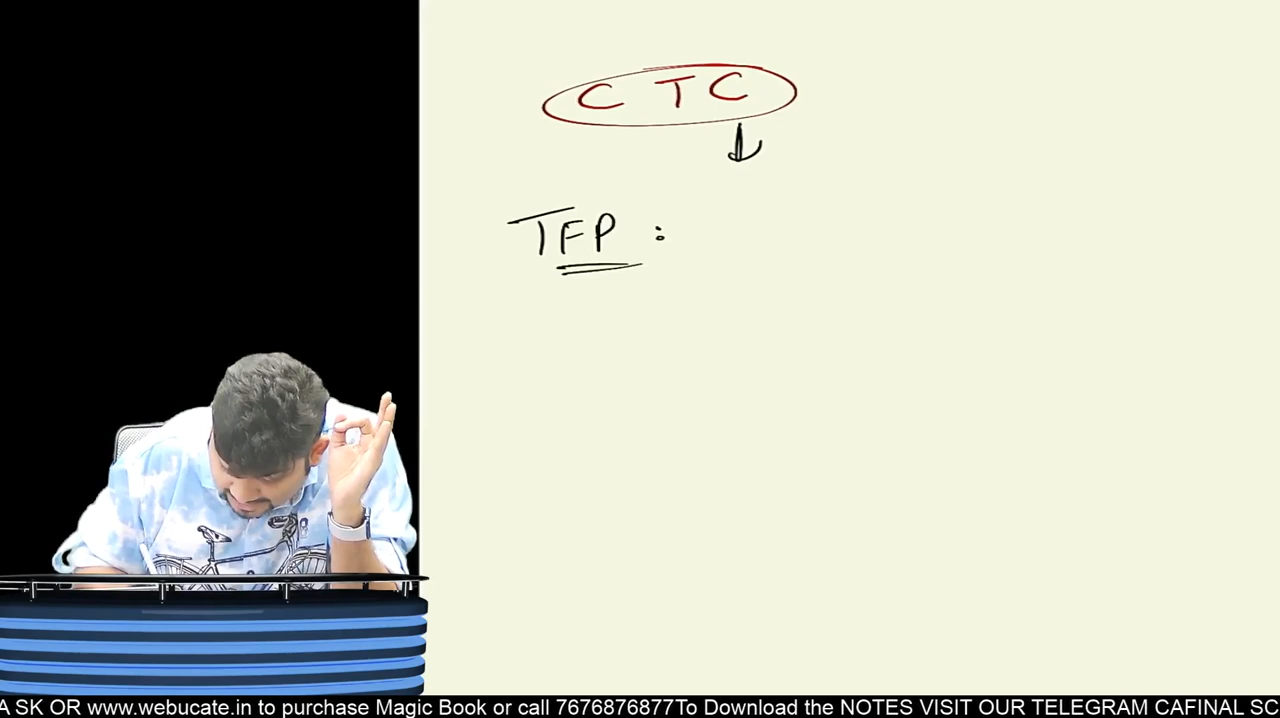 C T C
TFP :
A SK OR www.webucate.in to purchase Magic Book or call 7676876877To Download the NOTES VISIT OUR TELEGRAM CAFINAL SC